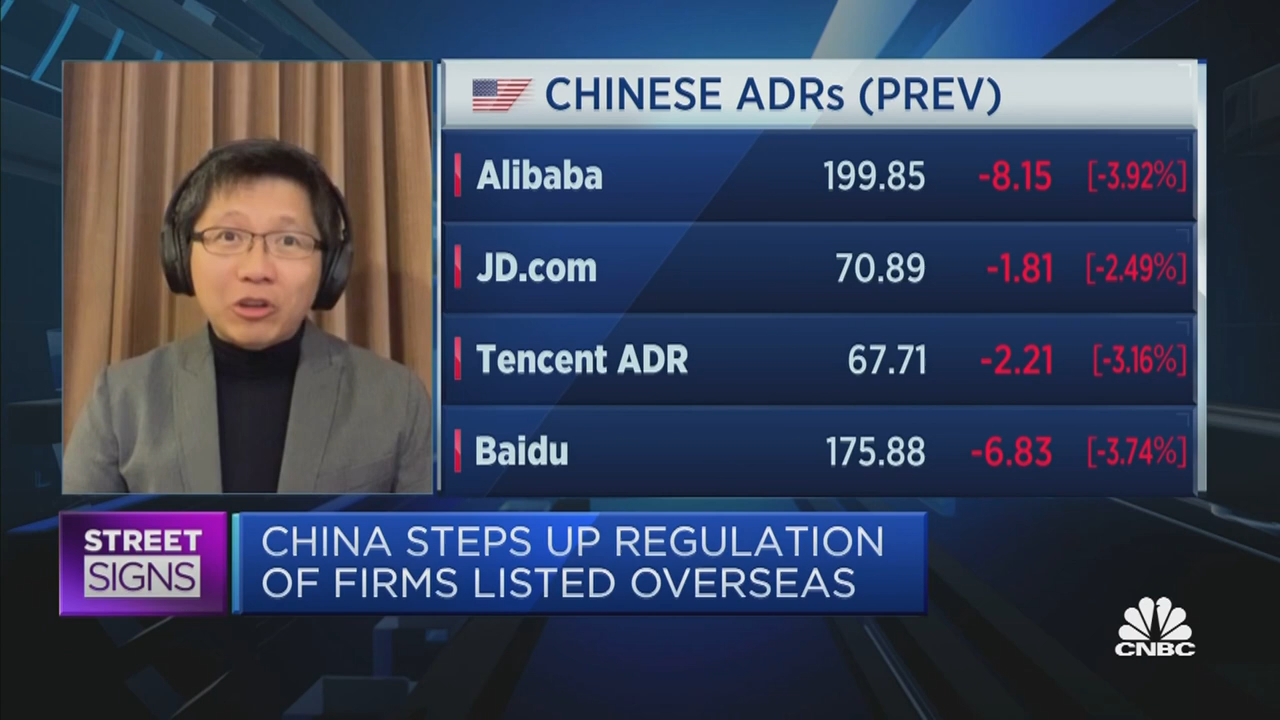 CHINESE ADRs (PREV)
Alibaba 199.85 -8.15 [-3.92%]
JD.com 70.89 -1.81 [-2.49%]
Tencent ADR 67.71 -2.21 [-3.16%]
Baidu 175.88 -6.83 [-3.74%]
STREET
SIGNS
CHINA STEPS UP REGULATION
OF FIRMS LISTED OVERSEAS
CNBC